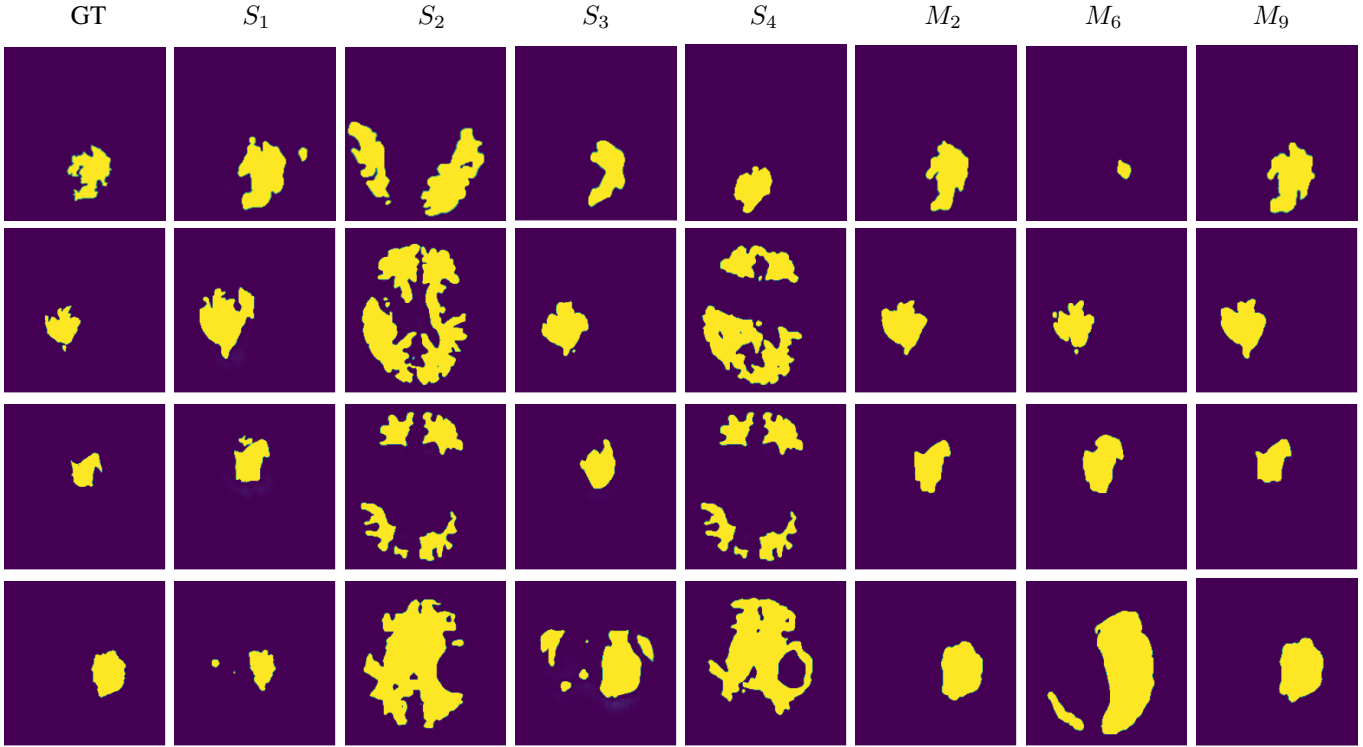 GT S₁ S₂ S₃ S₄ M₂ M₆ M₉